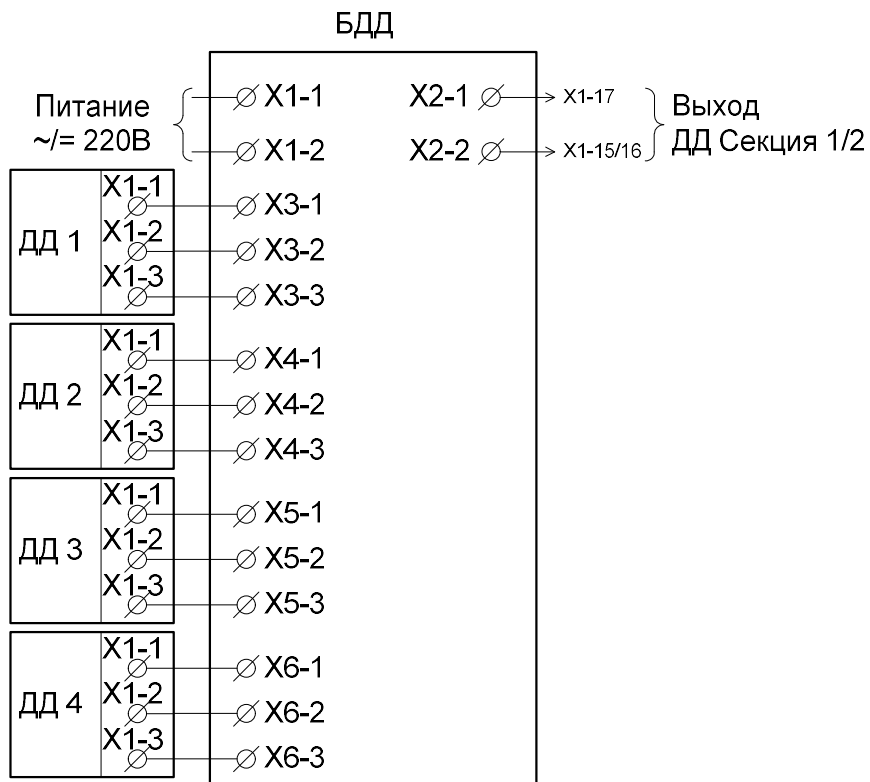 БДД
Питание
~/= 220В
X1-1
X1-2
X2-1
X1-17
X2-2
X1-15/16
Выход
ДД Секция 1/2
ДД 1
X1-1
X3-1
X1-2
X3-2
X1-3
X3-3
ДД 2
X1-1
X4-1
X1-2
X4-2
X1-3
X4-3
ДД 3
X1-1
X5-1
X1-2
X5-2
X1-3
X5-3
ДД 4
X1-1
X6-1
X1-2
X6-2
X1-3
X6-3